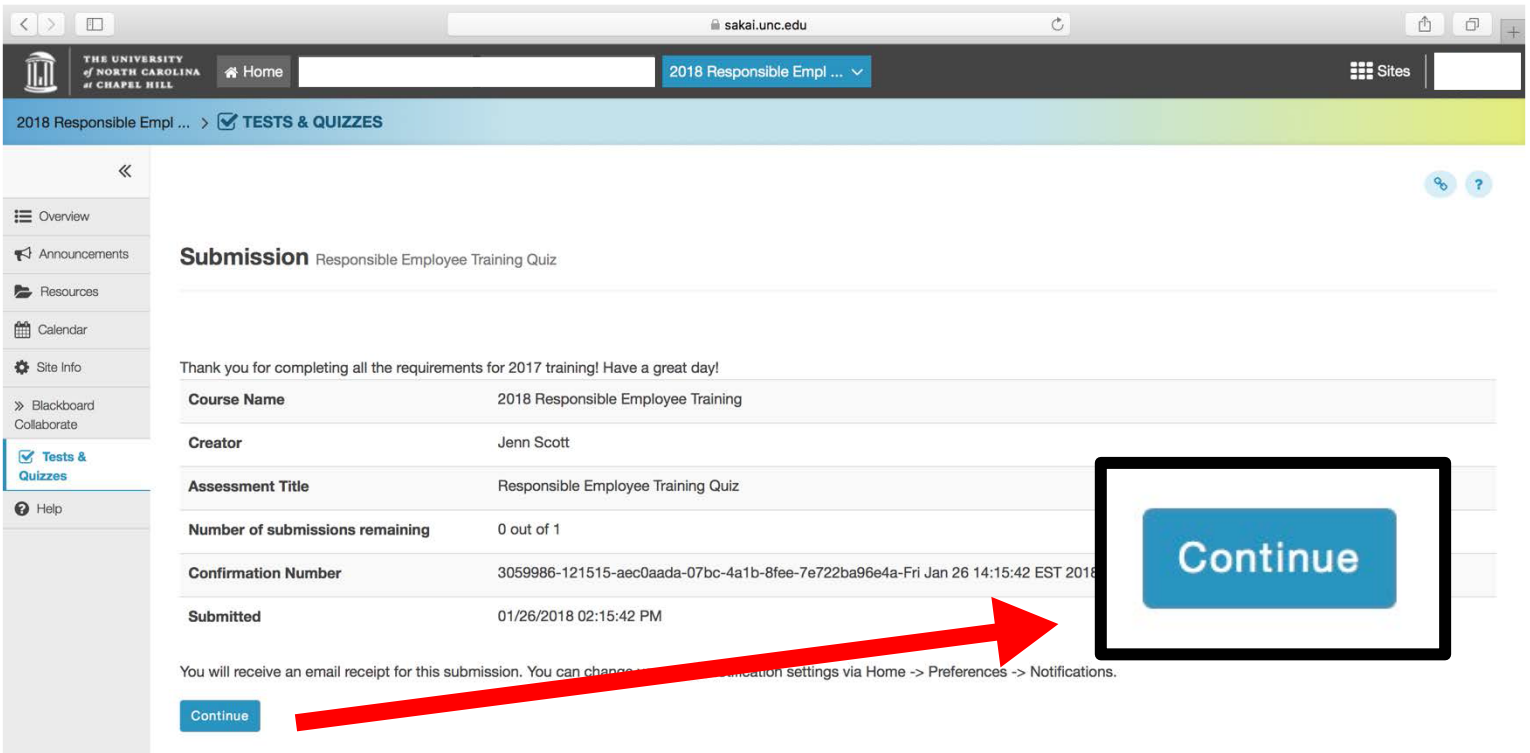 sakai.unc.edu
THE UNIVERSITY
of NORTH CAROLINA
at CHAPEL HILL
Home
2018 Responsible Empl ...
Sites
2018 Responsible Empl ... > TESTS & QUIZZES
«
?
Overview
Announcements
Resources
Calendar
Site Info
» Blackboard
Collaborate
Tests &
Quizzes
Help
Submission Responsible Employee Training Quiz
Thank you for completing all the requirements for 2017 training! Have a great day!
Course Name 2018 Responsible Employee Training
Creator Jenn Scott
Assessment Title Responsible Employee Training Quiz
Number of submissions remaining 0 out of 1
Confirmation Number 3059986-121515-aec0aada-07bc-4a1b-8fee-7e722ba96e4a-Fri Jan 26 14:15:42 EST 2018
Submitted 01/26/2018 02:15:42 PM
You will receive an email receipt for this submission. You can change settings via Home -> Preferences -> Notifications.
Continue
Continue